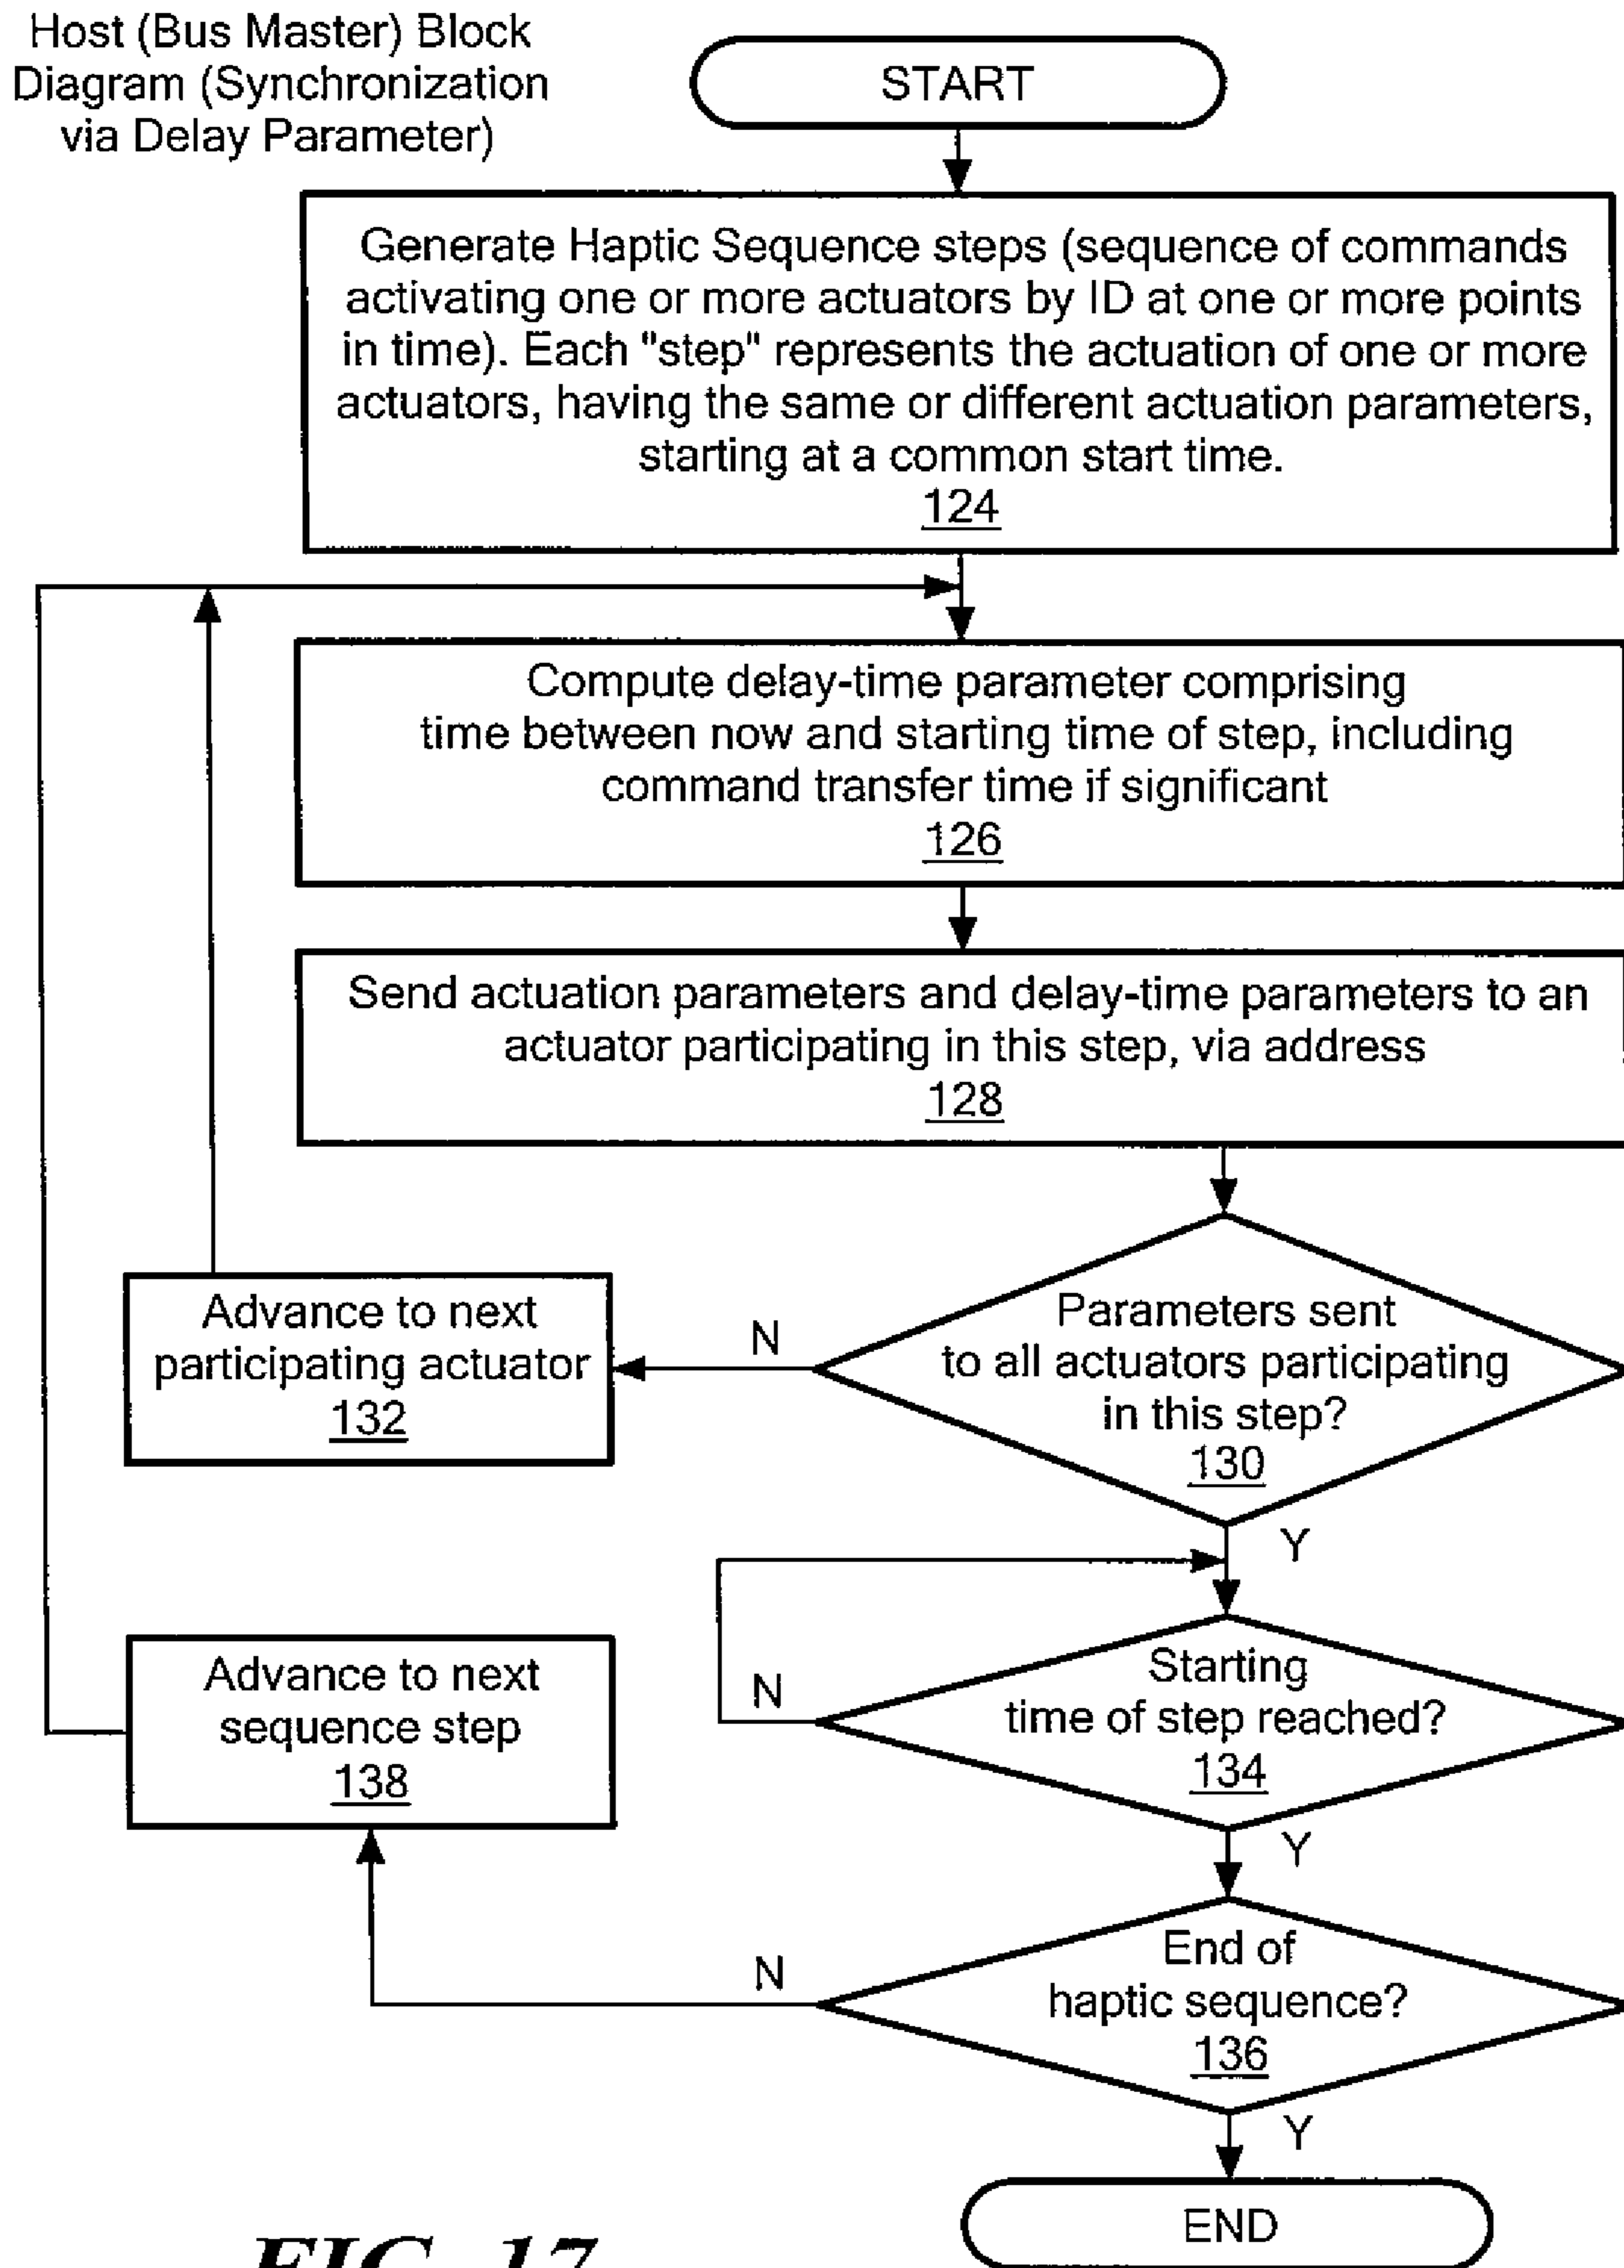 Host (Bus Master) Block
Diagram (Synchronization
via Delay Parameter)
START
Generate Haptic Sequence steps (sequence of commands
activating one or more actuators by ID at one or more points
in time). Each "step" represents the actuation of one or more
actuators, having the same or different actuation parameters,
starting at a common start time.
124
Compute delay-time parameter comprising
time between now and starting time of step, including
command transfer time if significant
126
Send actuation parameters and delay-time parameters to an
actuator participating in this step, via address
128
Parameters sent
to all actuators participating
in this step?
130
N
Advance to next
participating actuator
132
Y
Starting
time of step reached?
134
N
Y
Advance to next
sequence step
138
End of
haptic sequence?
136
N
Y
END
FIG. 17